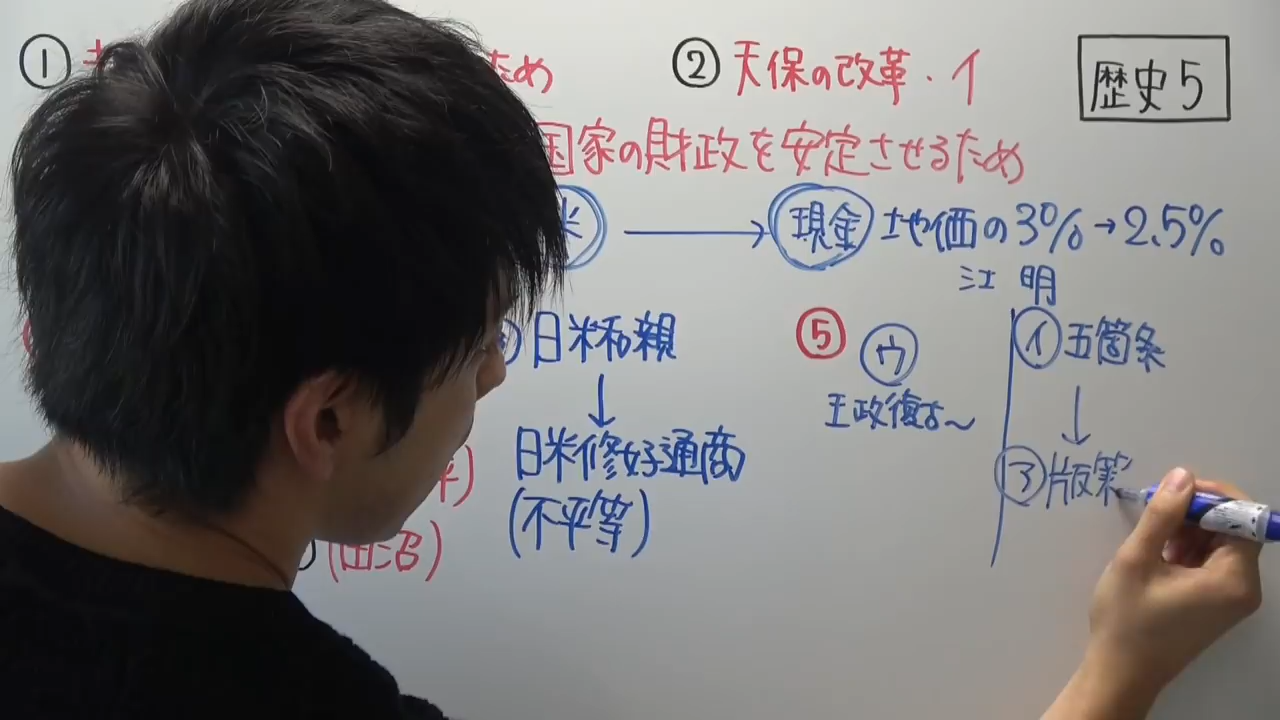 ①
ため
② 天保の改革・イ
歴史5
国家の財政を安定させるため
米 → 現金 地価の3%→2.5%
江 明
日米和親
↓
日米修好通商
(不平等)
(田沼)
⑤ ウ
王政復古~
イ 五箇条
↓
ア 版籍